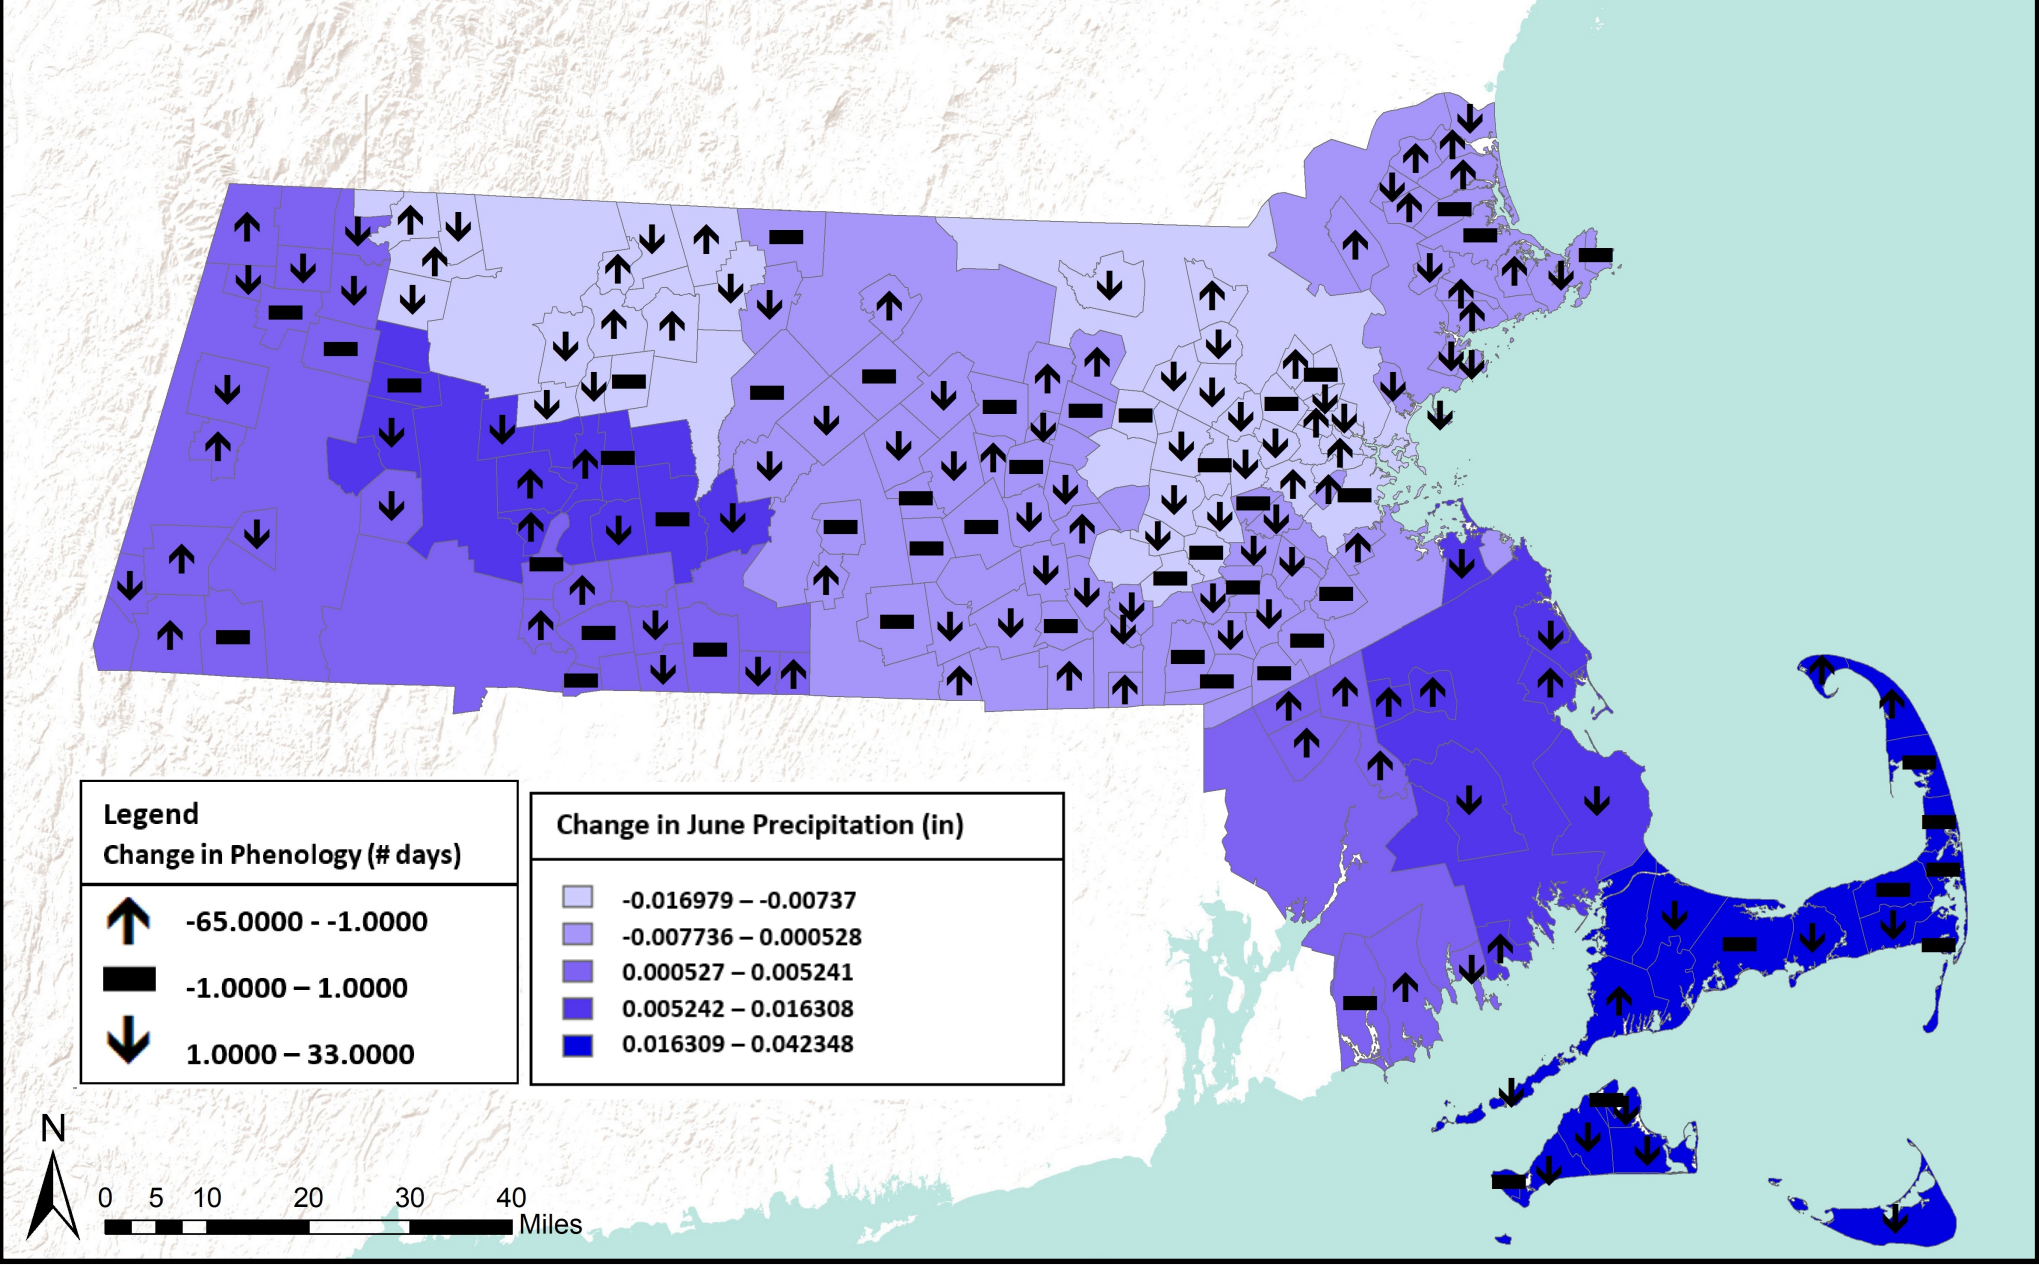 Legend
Change in Phenology (# days)
-65.0000 - -1.0000
-1.0000 – 1.0000
1.0000 – 33.0000
Change in June Precipitation (in)
-0.016979 – -0.00737
-0.007736 – 0.000528
0.000527 – 0.005241
0.005242 – 0.016308
0.016309 – 0.042348
N
0 5 10 20 30 40
Miles